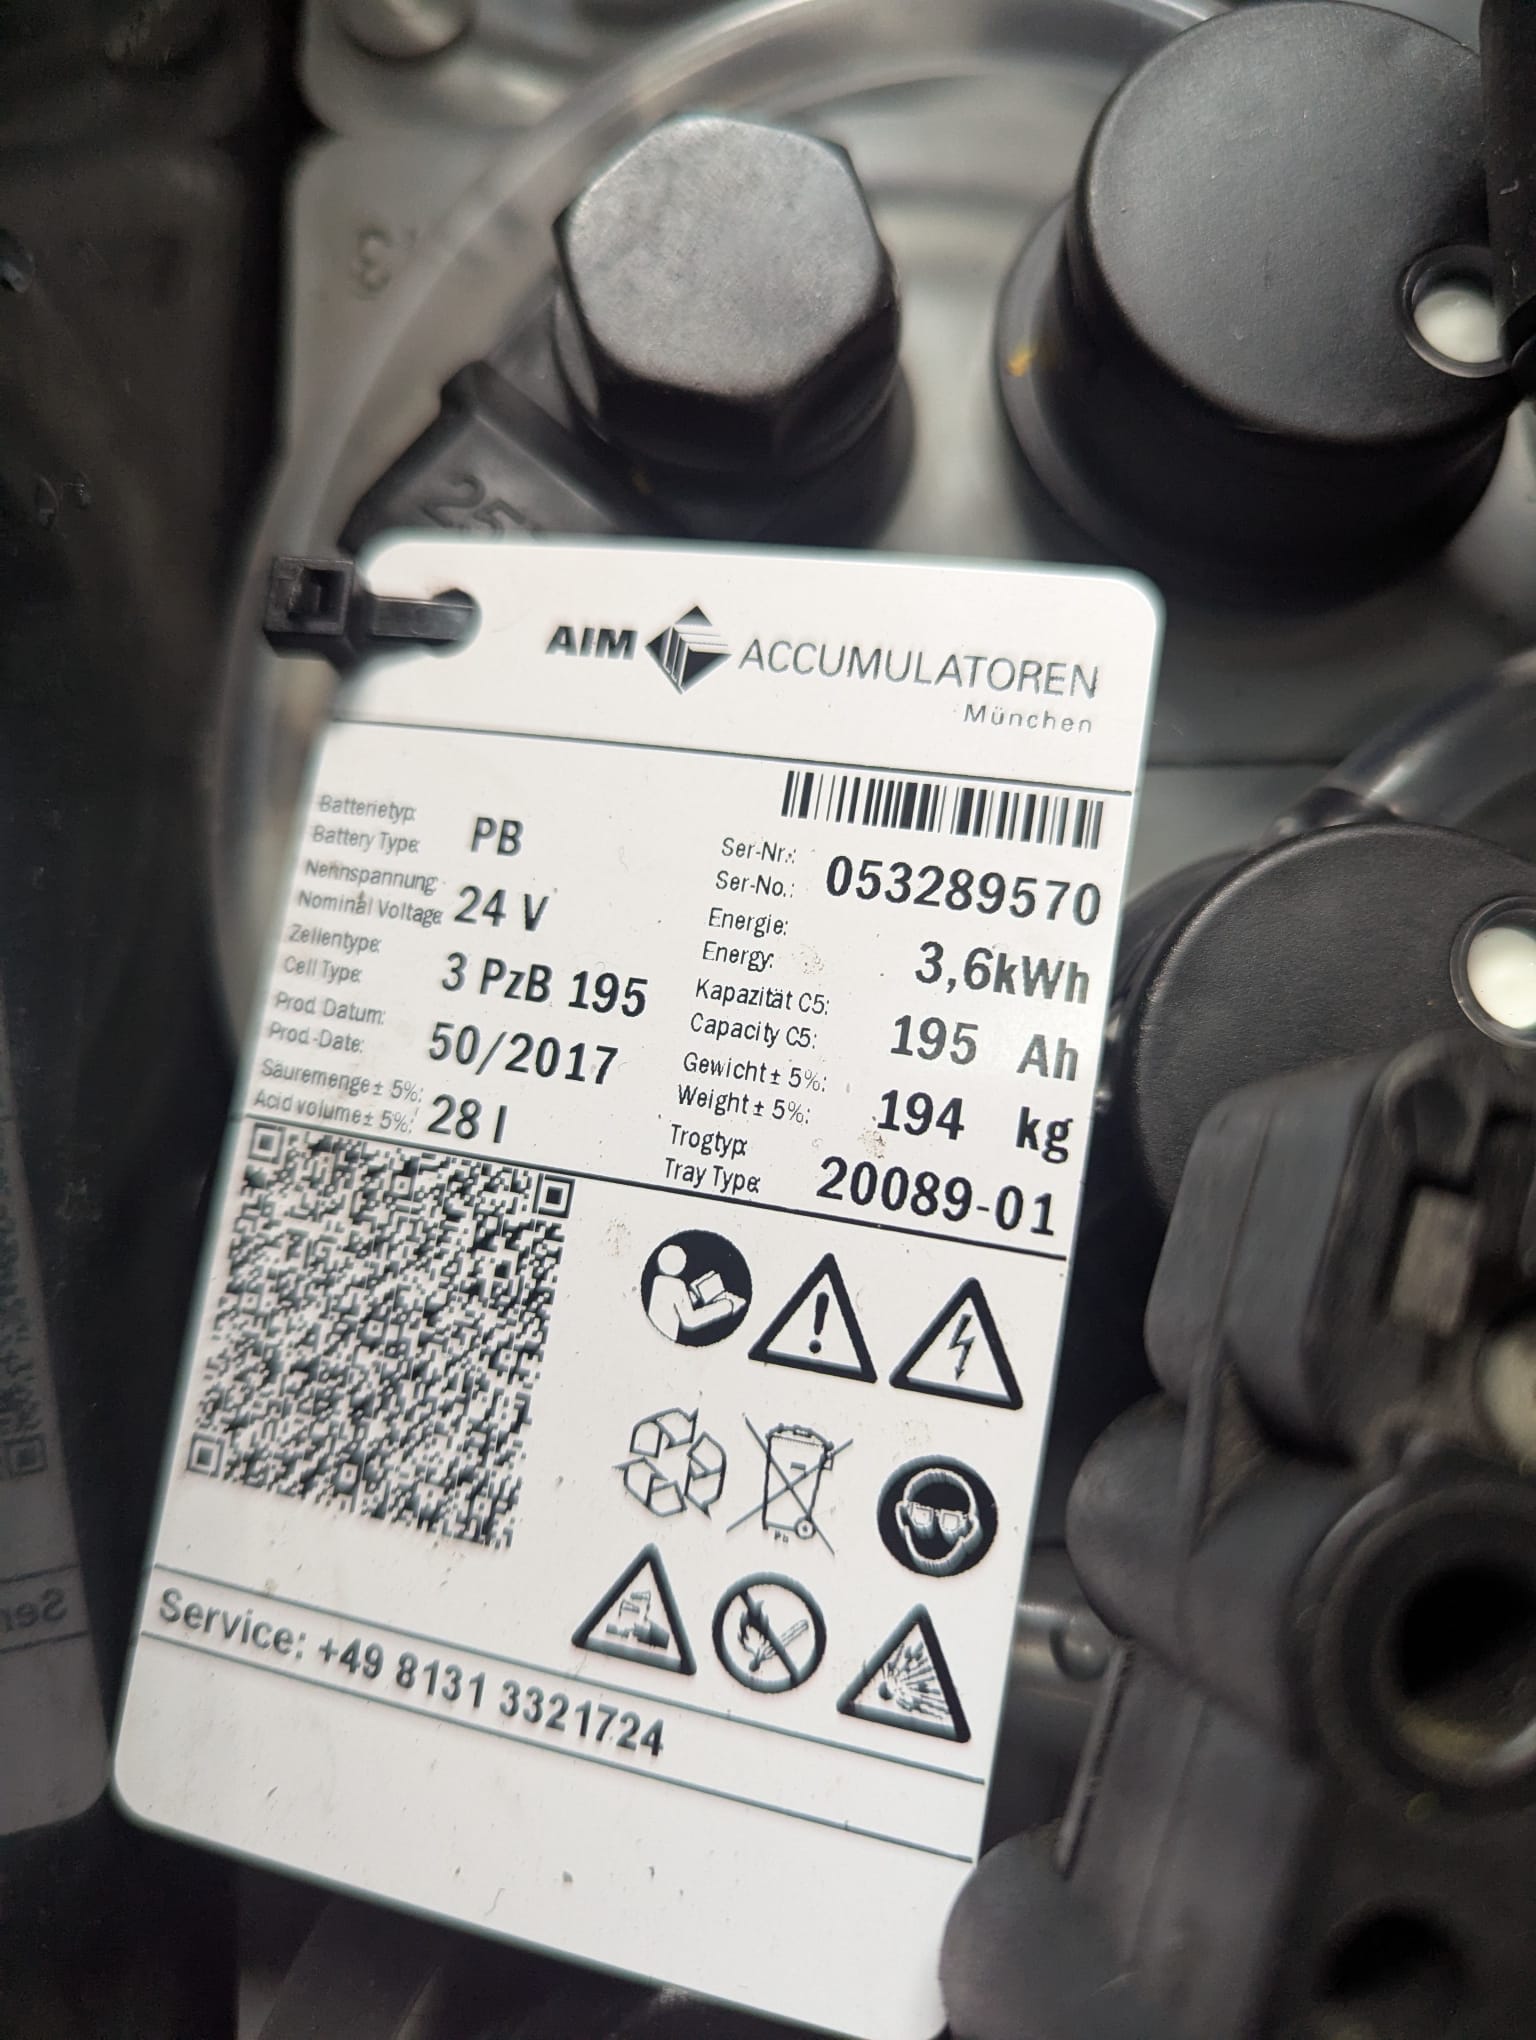 AIM ACCUMULATOREN
München
Batterietyp:
Battery Type: PB
Nennspannung:
Nominal Voltage: 24 V
Zellentype:
Cell Type: 3 PzB 195
Prod. Datum:
Prod.-Date: 50/2017
Säuremenge ± 5%:
Acid volume ± 5%: 28 l
Ser-Nr.:
Ser-No.: 053289570
Energie:
Energy: 3,6kWh
Kapazität C5:
Capacity C5: 195 Ah
Gewicht ± 5%:
Weight ± 5%: 194 kg
Trogtyp:
Tray Type: 20089-01
Pb
Service: +49 8131 3321724